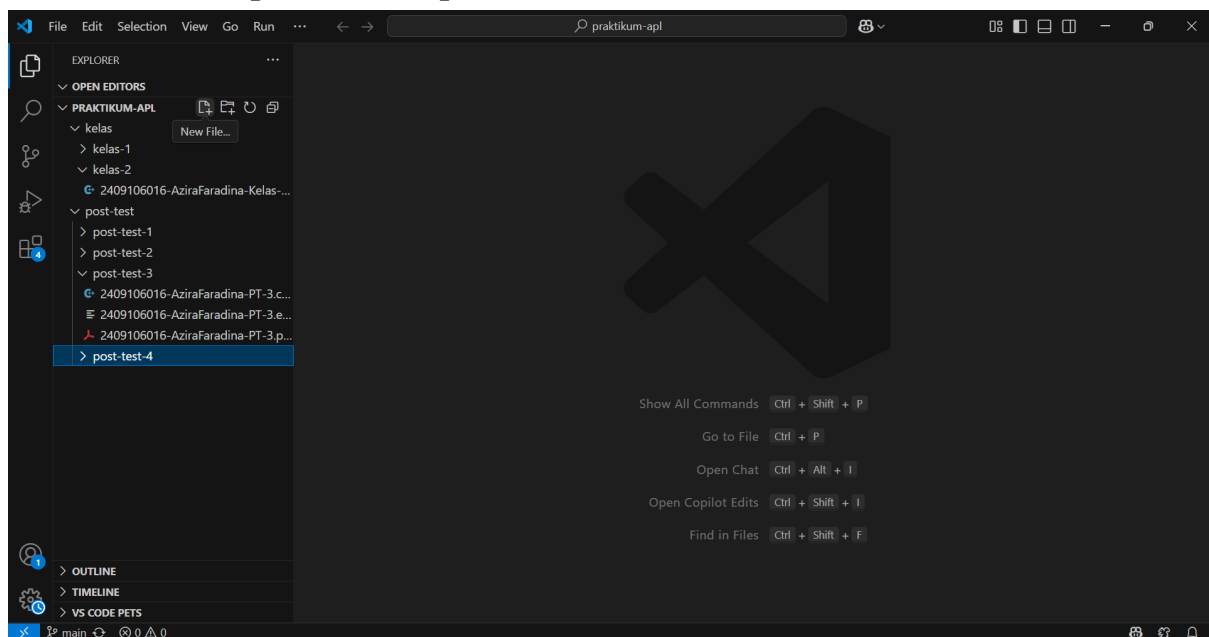 File Edit Selection View Go Run ··· praktikum-apl
EXPLORER ···
OPEN EDITORS
PRAKTIKUM-APL
kelas
New File...
kelas-1
kelas-2
2409106016-AziraFaradina-Kelas-...
post-test
post-test-1
post-test-2
4
post-test-3
2409106016-AziraFaradina-PT-3.c...
2409106016-AziraFaradina-PT-3.e...
2409106016-AziraFaradina-PT-3.p...
post-test-4
Show All Commands Ctrl + Shift + P
Go to File Ctrl + P
Open Chat Ctrl + Alt + I
Open Copilot Edits Ctrl + Shift + I
Find in Files Ctrl + Shift + F
1
OUTLINE
TIMELINE
VS CODE PETS
main 0 0